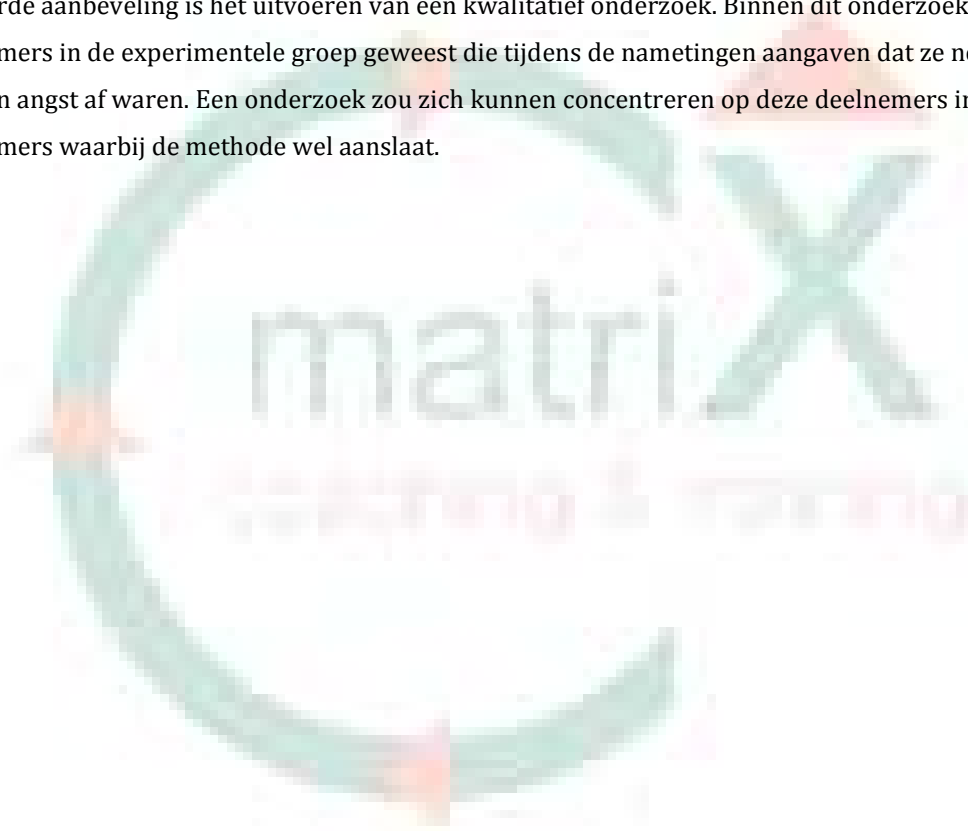 rde aanbeveling is het uitvoeren van een kwalitatief onderzoek. Binnen dit onderzoek
mers in de experimentele groep geweest die tijdens de nametingen aangaven dat ze n
n angst af waren. Een onderzoek zou zich kunnen concentreren op deze deelnemers in
mers waarbij de methode wel aanslaat.
matriX
coaching & training